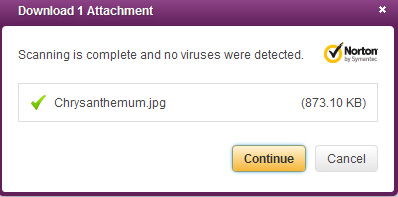 Download 1 Attachment
Scanning is complete and no viruses were detected.
Norton
by Symantec
Chrysanthemum.jpg (873.10 KB)
Continue Cancel